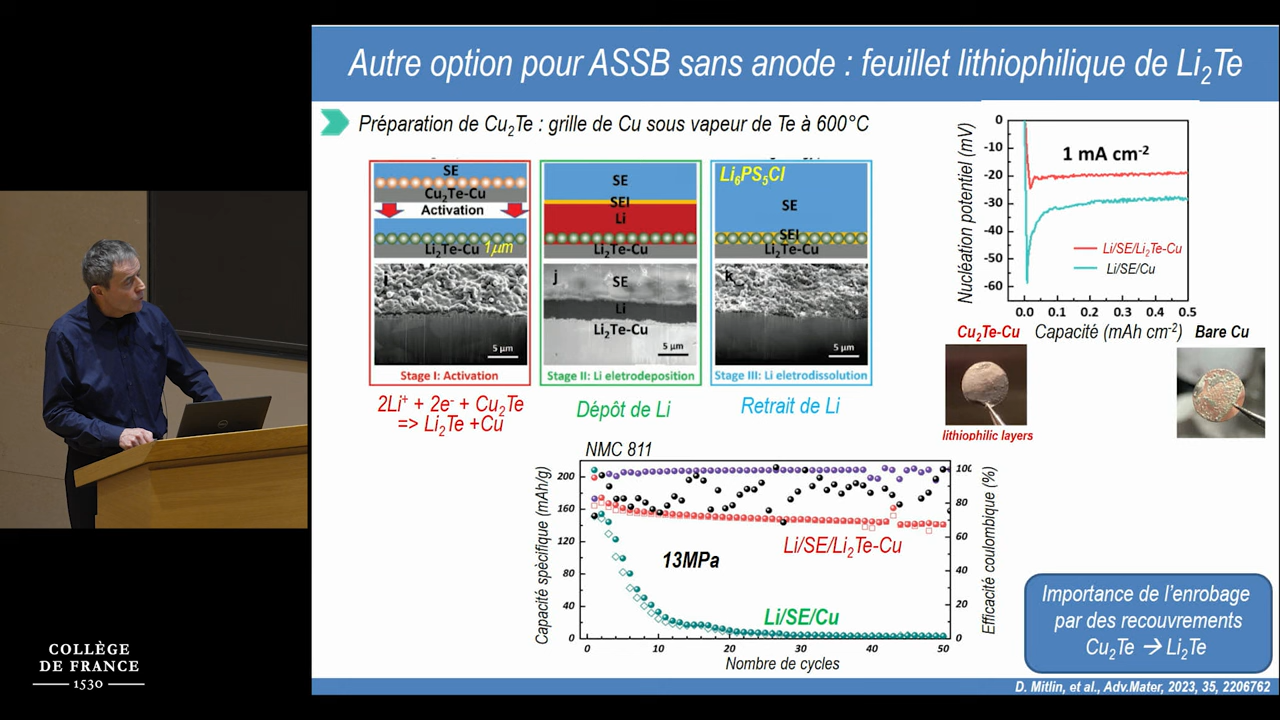 Autre option pour ASSB sans anode : feuillet lithiophilique de Li2Te
Préparation de Cu2Te : grille de Cu sous vapeur de Te à 600°C
SE
Cu2Te-Cu
Activation
Li2Te-Cu 1µm
i
5 µm
Stage I: Activation
2Li+ + 2e- + Cu2Te
=> Li2Te +Cu
SE
SEI
Li
Li2Te-Cu
j
SE
Li
Li2Te-Cu
5 µm
Stage II: Li eletrodeposition
Dépôt de Li
Li6PS5Cl
SE
SEI
Li2Te-Cu
k
5 µm
Stage III: Li eletrodissolution
Retrait de Li
Nucléation potentiel (mV)
0
-10
-20
-30
-40
-50
-60
1 mA cm-2
Li/SE/Li2Te-Cu
Li/SE/Cu
0.0 0.1 0.2 0.3 0.4 0.5
Cu2Te-Cu Capacité (mAh cm-2) Bare Cu
lithiophilic layers
NMC 811
Capacité spécifique (mAh/g)
200
160
120
80
40
0
13MPa
Li/SE/Li2Te-Cu
Li/SE/Cu
0 10 20 30 40 50
Nombre de cycles
100
80
60
40
20
0
Efficacité coulombique (%)
Importance de l'enrobage
par des recouvrements
Cu2Te → Li2Te
D. Mitlin, et al., Adv.Mater, 2023, 35, 2206762
COLLÈGE
DE FRANCE
1530